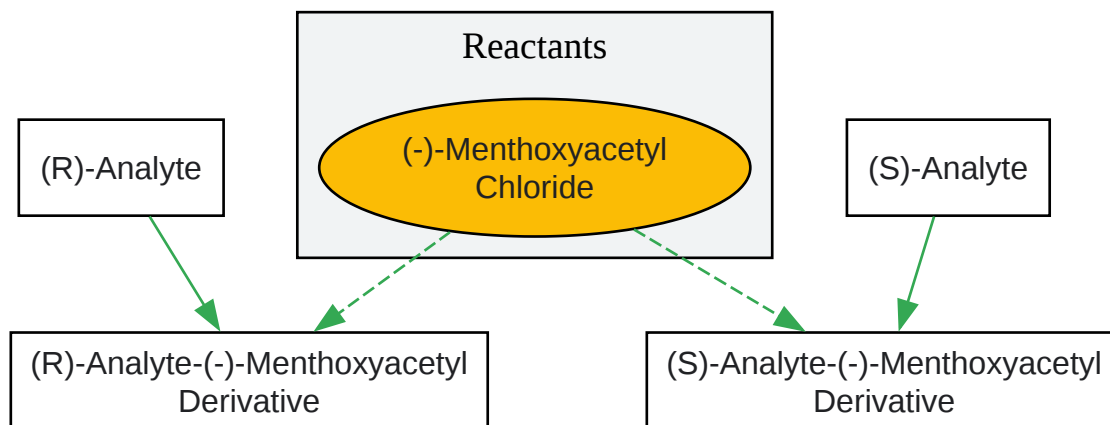 Reactants
(-)-Menthoxyacetyl
Chloride
(R)-Analyte
(S)-Analyte
(R)-Analyte-(-)-Menthoxyacetyl
Derivative
(S)-Analyte-(-)-Menthoxyacetyl
Derivative